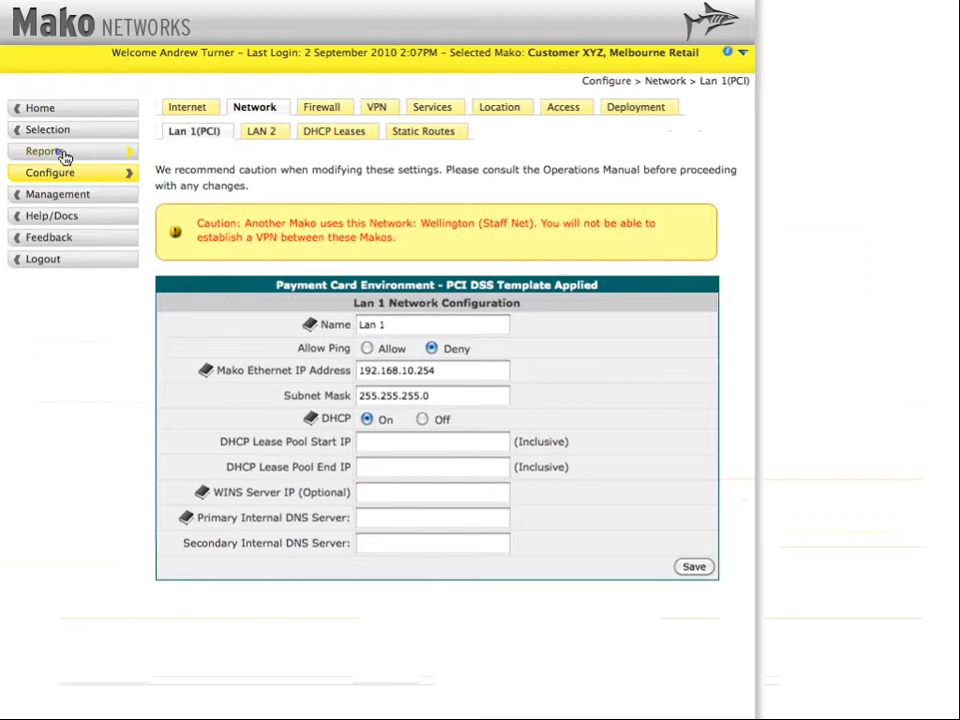 Mako NETWORKS
Welcome Andrew Turner - Last Login: 2 September 2010 2:07PM - Selected Mako: Customer XYZ, Melbourne Retail
Configure > Network > Lan 1(PCI)
Home
Selection
Reports
Configure
Management
Help/Docs
Feedback
Logout
Internet Network Firewall VPN Services Location Access Deployment
Lan 1(PCI) LAN 2 DHCP Leases Static Routes
We recommend caution when modifying these settings. Please consult the Operations Manual before proceeding
with any changes.
Caution: Another Mako uses this Network: Wellington (Staff Net). You will not be able to
establish a VPN between these Makos.
Payment Card Environment - PCI DSS Template Applied
Lan 1 Network Configuration
Name Lan 1
Allow Ping Allow Deny
Mako Ethernet IP Address 192.168.10.254
Subnet Mask 255.255.255.0
DHCP On Off
DHCP Lease Pool Start IP (Inclusive)
DHCP Lease Pool End IP (Inclusive)
WINS Server IP (Optional)
Primary Internal DNS Server:
Secondary Internal DNS Server:
Save